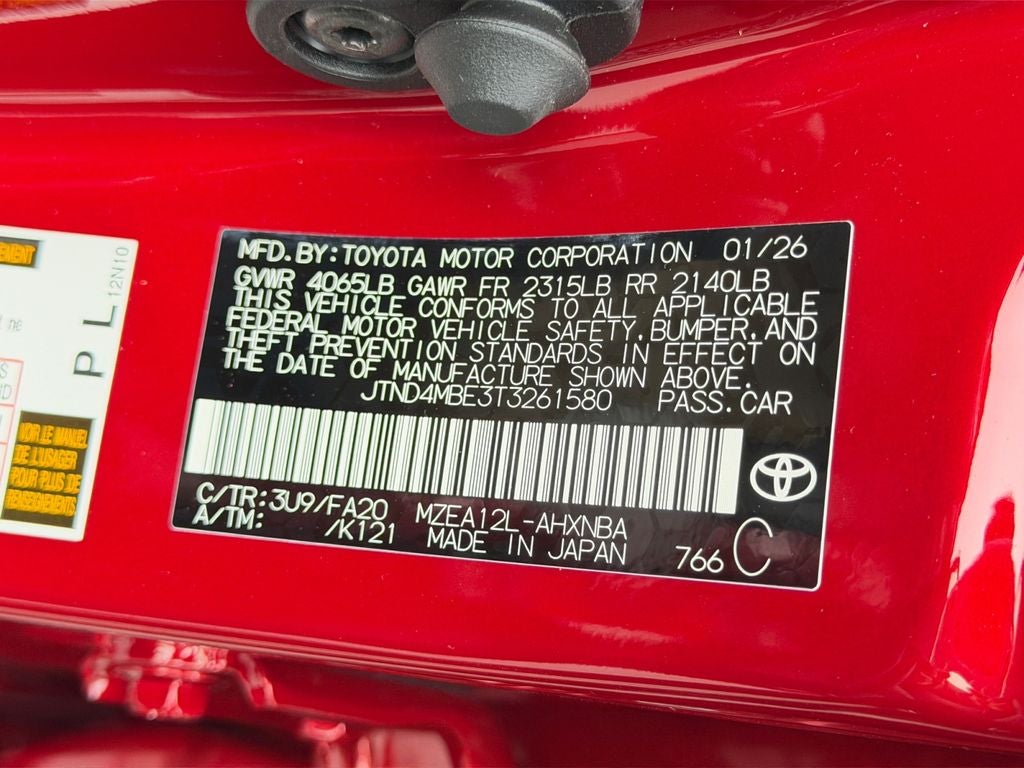 MFD. BY: TOYOTA MOTOR CORPORATION 01/26
GVWR 4065LB GAWR FR 2315LB RR 2140LB
THIS VEHICLE CONFORMS TO ALL APPLICABLE
FEDERAL MOTOR VEHICLE SAFETY, BUMPER, AND
THEFT PREVENTION STANDARDS IN EFFECT ON
THE DATE OF MANUFACTURE SHOWN ABOVE.
JTND4MBE3T3261580 PASS. CAR
C/TR: 3U9/FA20 MZEA12L-AHXNBA
A/TM: /K121 MADE IN JAPAN
766 C
P L 12N10
VOIR LE MANUEL
DE L'USAGER
POUR PLUS DE
RENSEIGNEMENTS